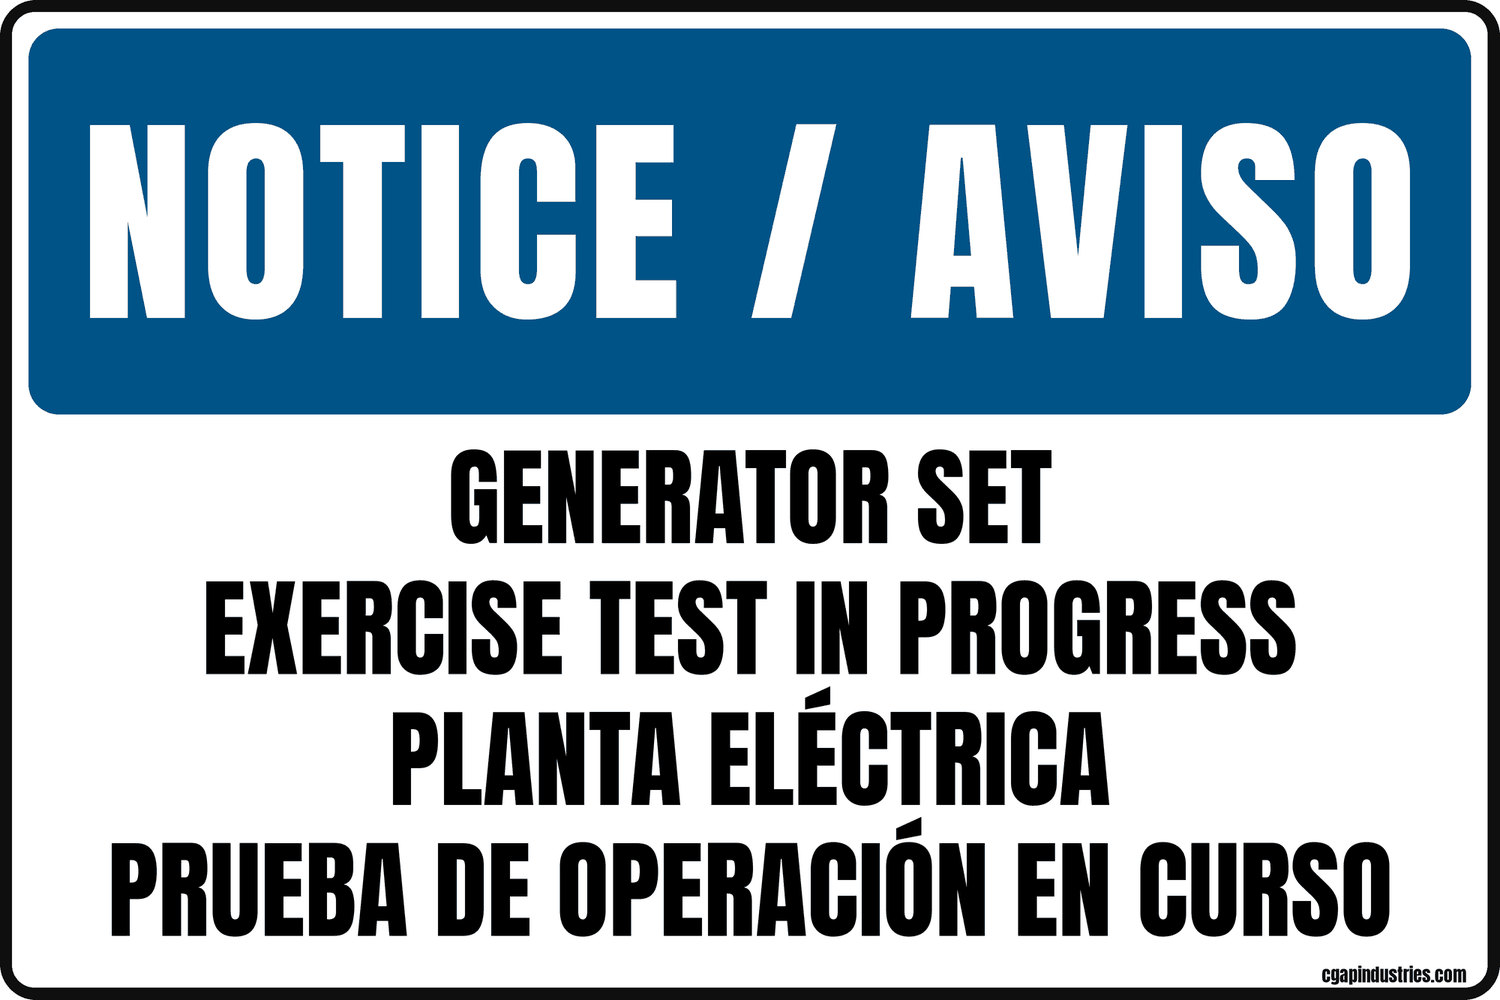 NOTICE / AVISO
GENERATOR SET
EXERCISE TEST IN PROGRESS
PLANTA ELÉCTRICA
PRUEBA DE OPERACIÓN EN CURSO
cgapindustries.com